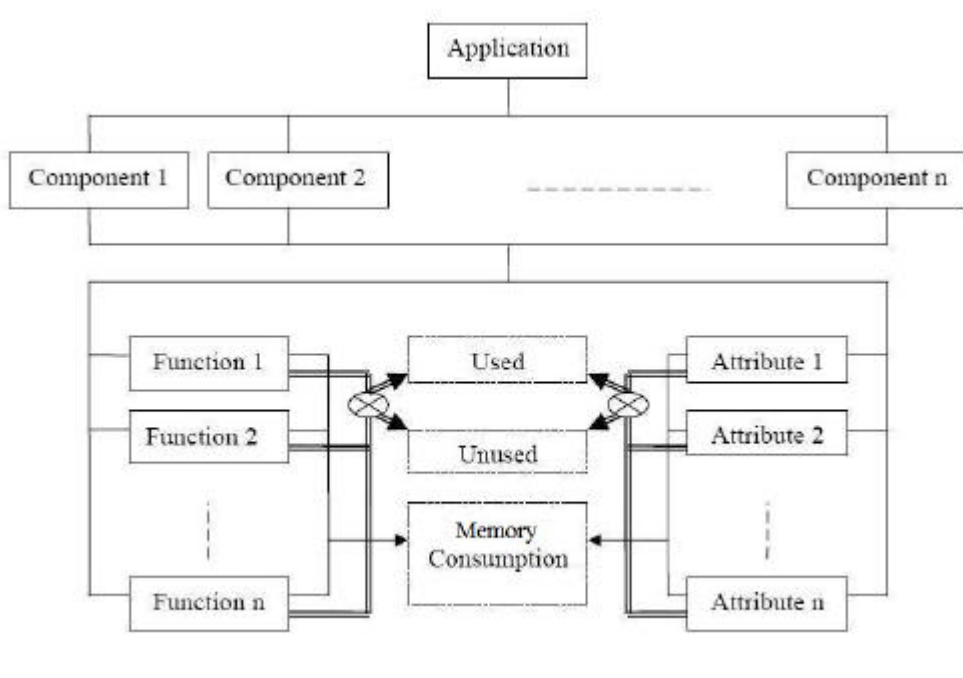 Application
Component 1
Component 2
Component n
Function 1
Used
Attribute 1
Function 2
Unused
Attribute 2
Memory
Consumption
Function n
Attribute n